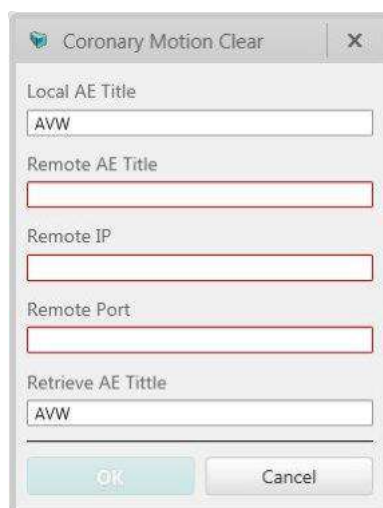 Coronary Motion Clear
Local AE Title
AVW
Remote AE Title
Remote IP
Remote Port
Retrieve AE Tittle
AVW
OK Cancel